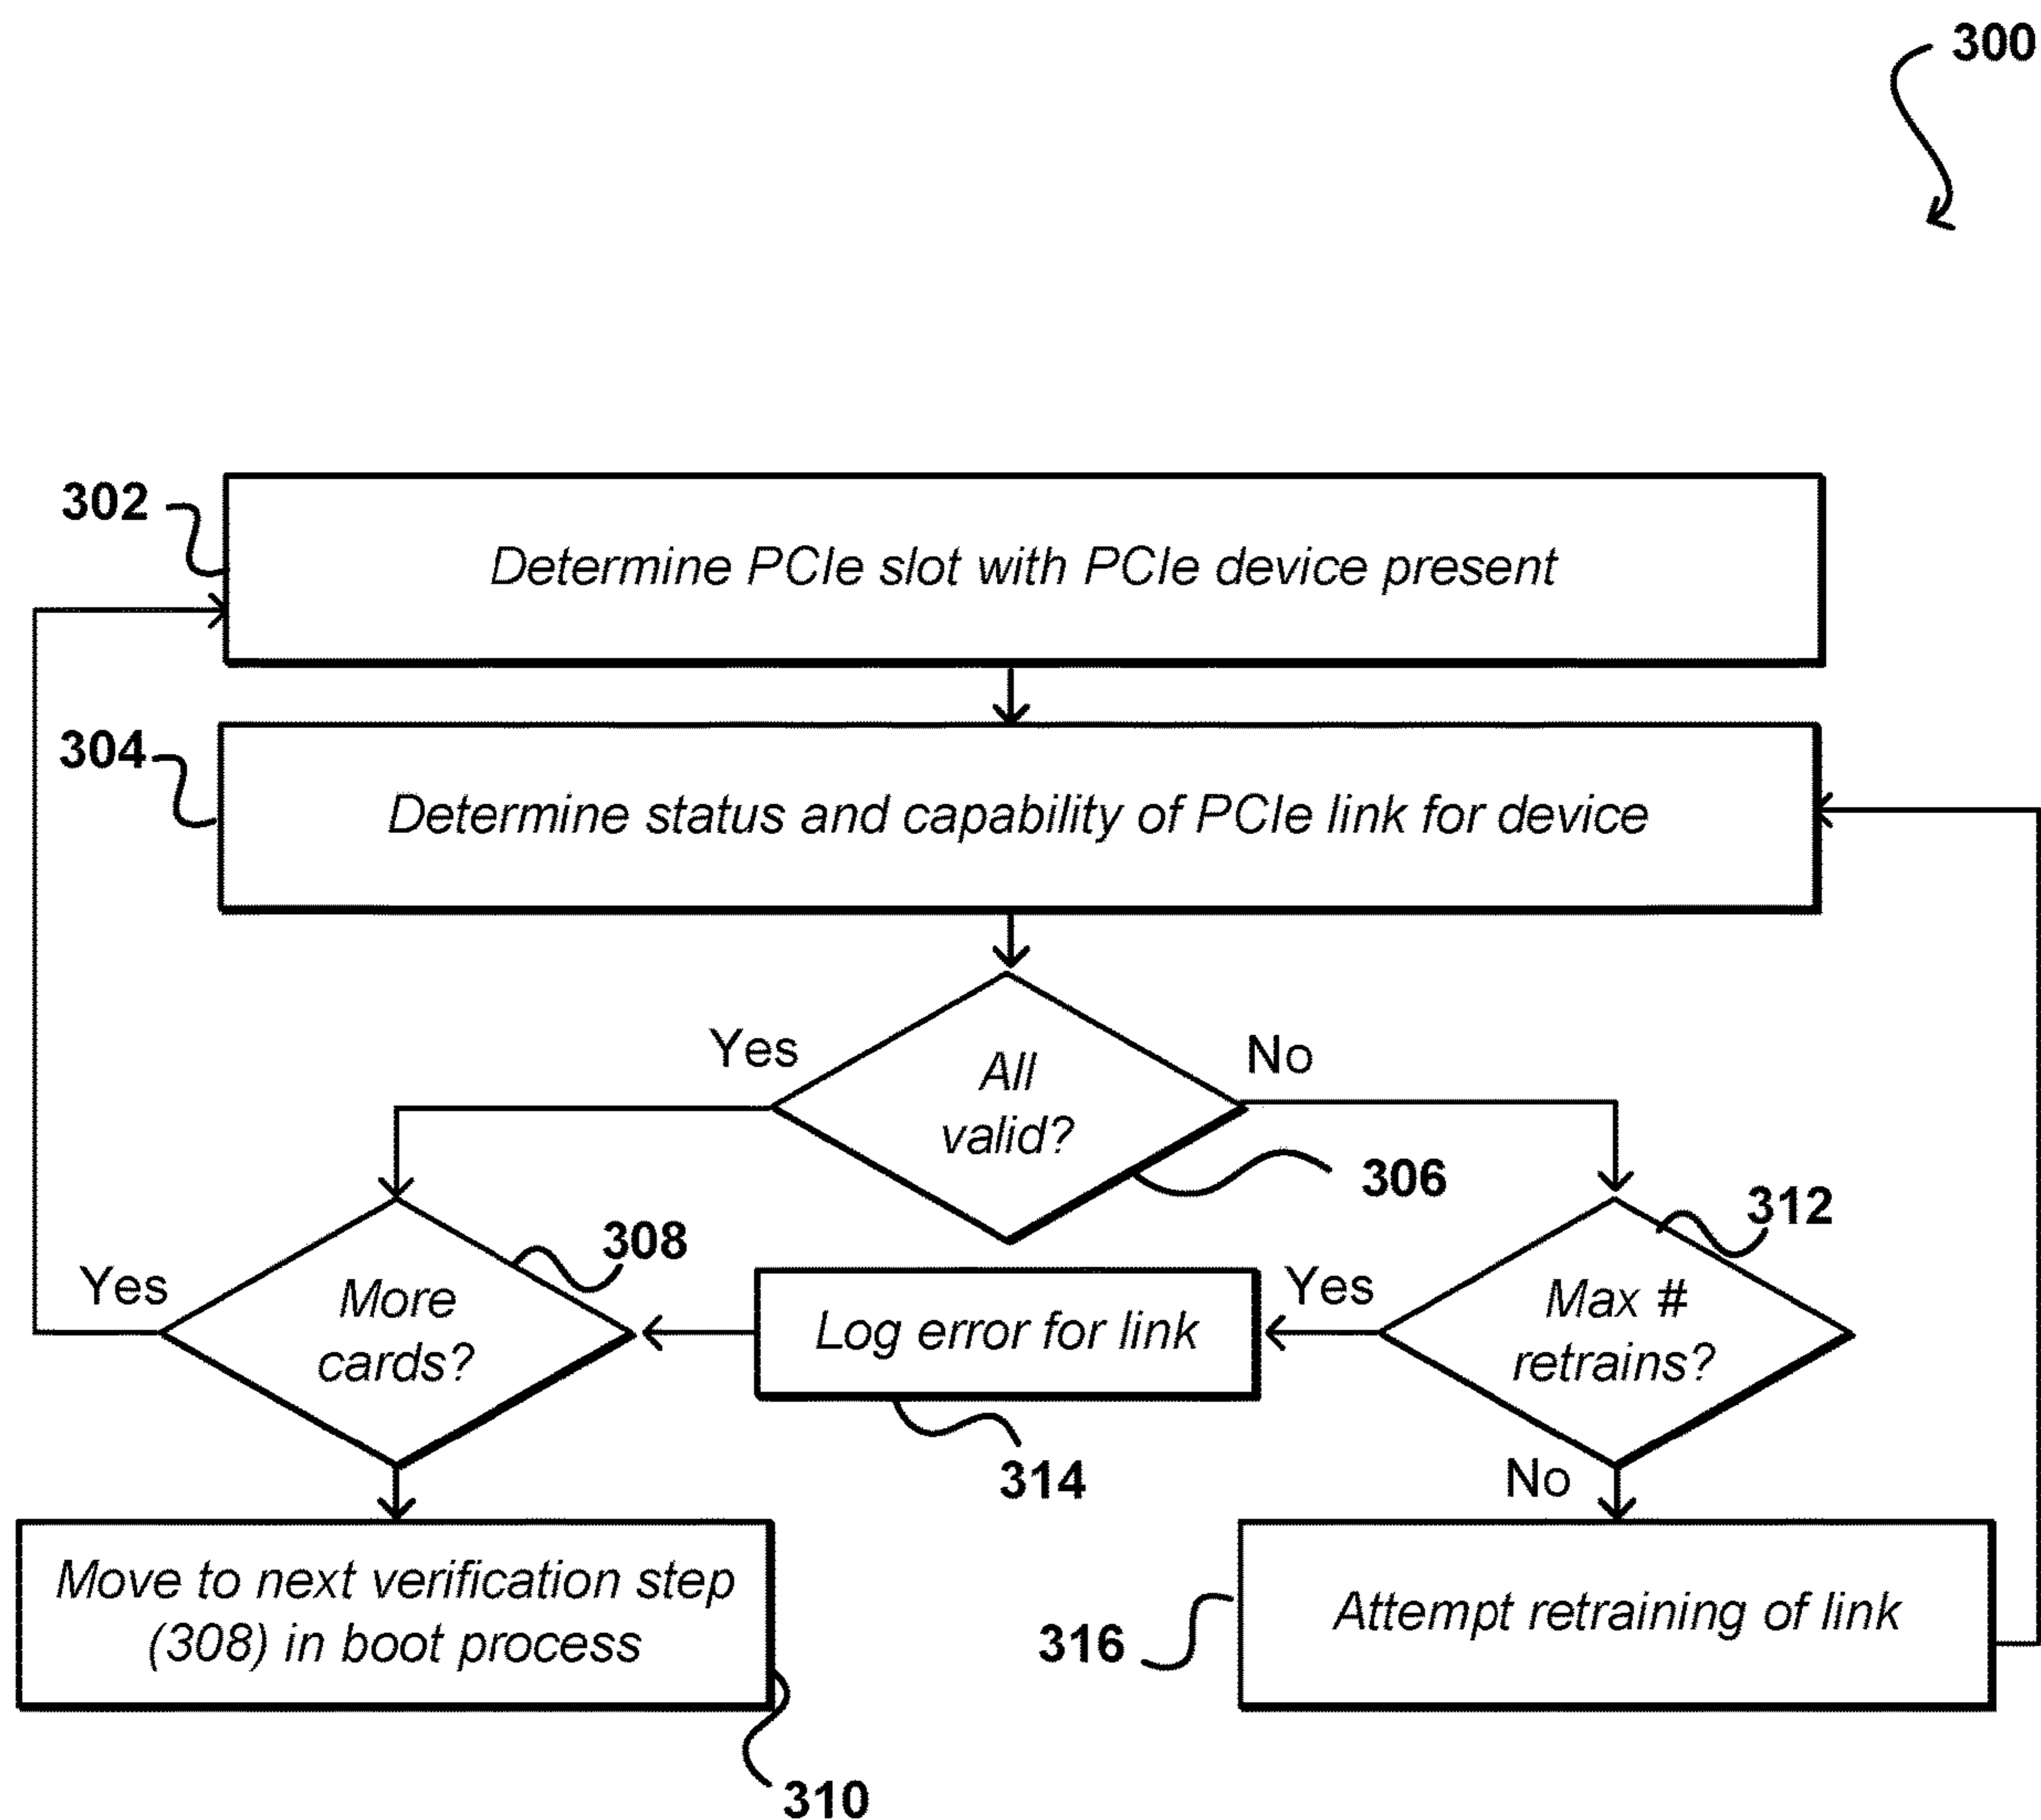 300
302
Determine PCIe slot with PCIe device present
304
Determine status and capability of PCIe link for device
Yes
All
valid?
No
306
308
312
Yes
More
cards?
Log error for link
Yes
Max #
retrains?
314
No
Move to next verification step
(308) in boot process
316
Attempt retraining of link
310